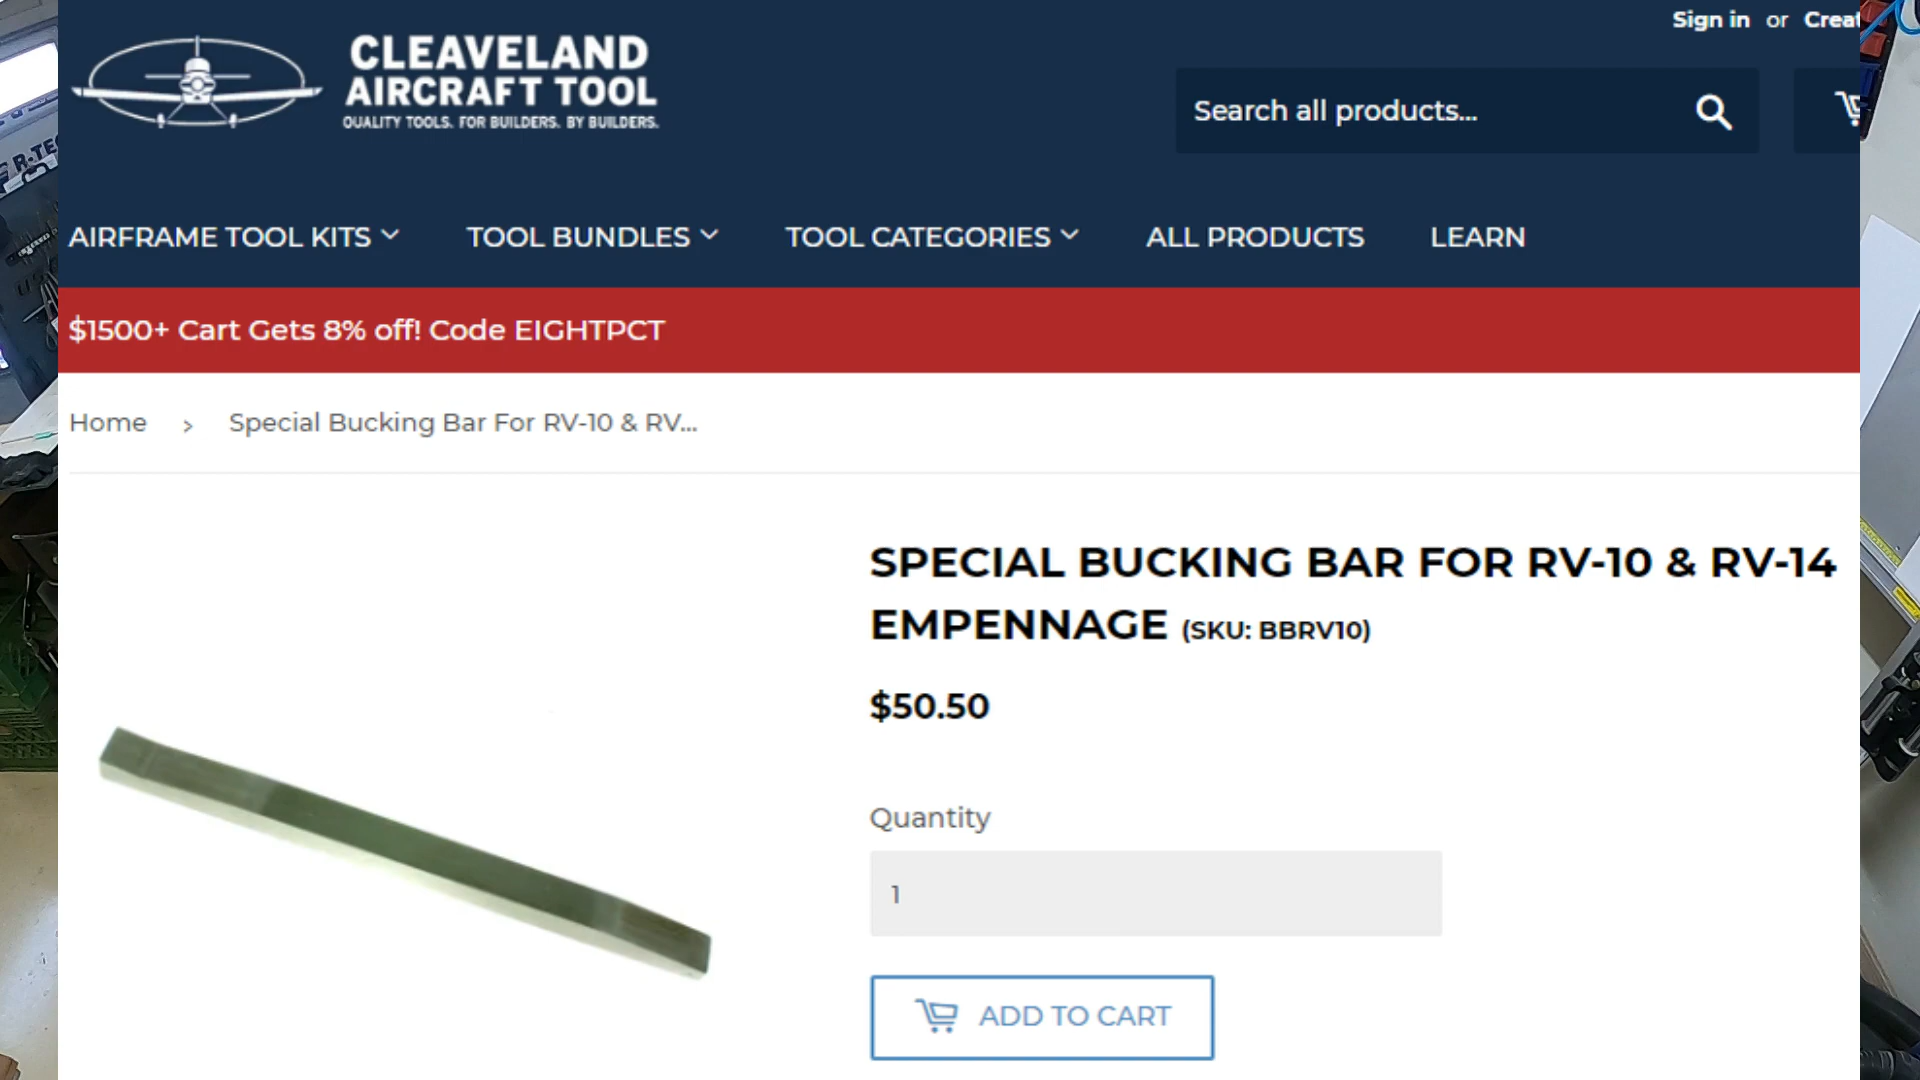 Sign in or
CLEAVELAND
AIRCRAFT TOOL
QUALITY TOOLS. FOR BUILDERS. BY BUILDERS.
Search all products...
AIRFRAME TOOL KITS
TOOL BUNDLES
TOOL CATEGORIES
ALL PRODUCTS
LEARN
$1500+ Cart Gets 8% off! Code EIGHTPCT
Home > Special Bucking Bar For RV-10 & RV...
SPECIAL BUCKING BAR FOR RV-10 & RV-14
EMPENNAGE (SKU: BBRV10)
$50.50
Quantity
1
ADD TO CART